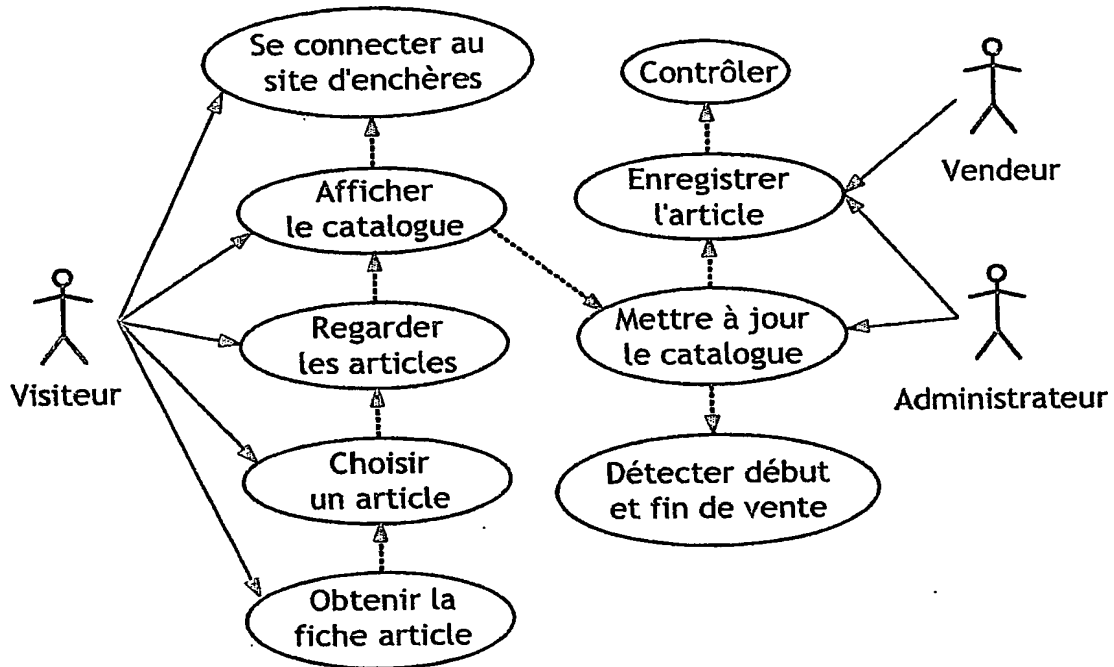 Se connecter au
site d'enchères
Contrôler
Vendeur
Afficher
le catalogue
Enregistrer
l'article
Visiteur
Regarder
les articles
Mettre à jour
le catalogue
Administrateur
Choisir
un article
Détecter début
et fin de vente
Obtenir la
fiche article